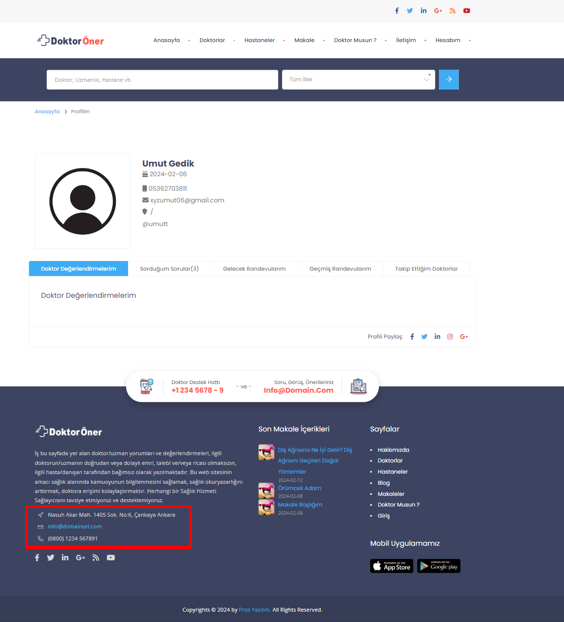 DoktorÖner
Anasayfa
Doktorlar
Hastaneler
Makale
Doktor Musun ?
İletişim
Hesabım
Doktor, Uzmanlık, Hastane vb.
Tüm İller
Anasayfa > Profilim
Umut Gedik
2024-02-06
05362703811
xyzumut06@gmail.com
/
@umutt
Doktor Değerlendirmelerim
Sorduğum Sorular(3)
Gelecek Randevularım
Geçmiş Randevularım
Takip Ettiğim Doktorlar
Doktor Değerlendirmelerim
Profili Paylaş:
Doktor Destek Hattı
+1 234 5678 - 9
- ve -
Soru, Görüş, Önerileriniz
Info@Domain.Com
DoktorÖner
İş bu sayfada yer alan doktor/uzman yorumları ve değerlendirmeleri, ilgili
doktorun/uzmanın doğrudan veya dolaylı emri, talebi ve/veya ricası olmaksızın,
ilgili hasta/danışan tarafından bağımsız olarak yazılmaktadır. Bu web sitesinin
amacı sağlık alanında kamuoyunun bilgilenmesini sağlamak, sağlık okuryazarlığını
arttırmak, doktora erişimi kolaylaştırmaktır. Herhangi bir Sağlık Hizmeti
Sağlayıcısını tavsiye etmiyoruz ve desteklemiyoruz.
Nasuh Akar Mah. 1405 Sok. No:6, Çankaya Ankara
info@domainurl.com
(0800) 1234 567891
Son Makale İçerikleri
Diş Ağrısına Ne İyi Gelir? Diş
Ağrısını Geçiren Doğal
Yöntemler
2024-02-12
Örümcek Adam
2024-02-08
Makale Başlığım
2024-02-08
Sayfalar
Hakkımızda
Doktorlar
Hastaneler
Blog
Makaleler
Doktor Musun ?
Giriş
Mobil Uygulamamız
App Store
Google play
Copyrights © 2024 by Pros Yazılım. All Rights Reserved.